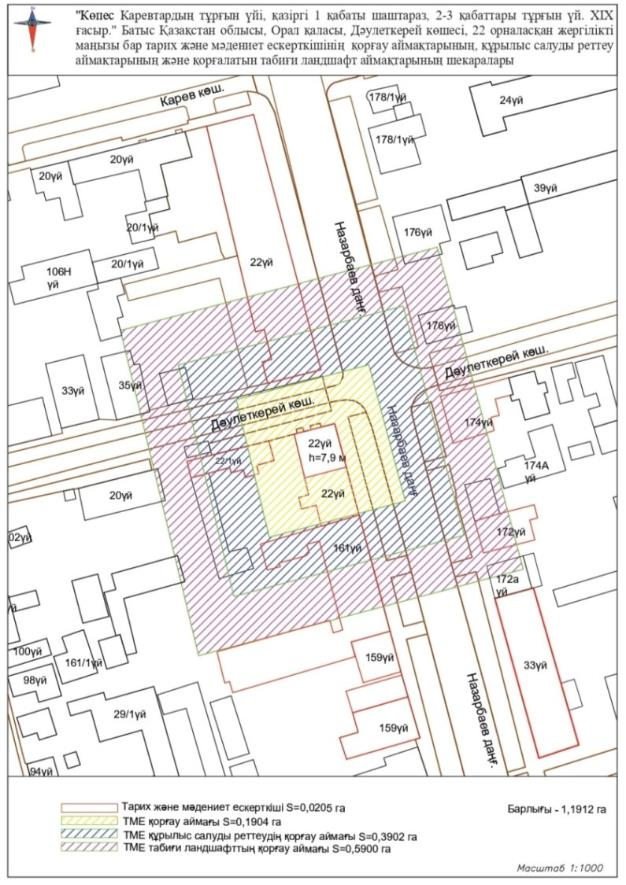 "Көпес Каревтардың тұрғын үйі, қазіргі 1 қабаты шаштараз, 2-3 қабаттары тұрғын үй. XIX
ғасыр." Батыс Қазақстан облысы, Орал қаласы, Дәулеткерей көшесі, 22 орналасқан жергілікті
маңызы бар тарих және мәдениет ескерткішінің қорғау аймақтарының, құрылыс салуды реттеу
аймақтарының және қорғалатын табиғи ландшафт аймақтарының шекаралары
Карев көш.
178/1үй
24үй
178/1үй
20үй
20үй
39үй
20/1үй
176үй
Назарбаев даңғ.
22үй
20/1үй
106Н
үй
176үй
Дәулеткерей көш.
33үй
35үй
Дәулеткерей көш.
Назарбаев даңғ.
174үй
22үй
h=7,9 м
22/1үй
174А
үй
20үй
22үй
172үй
02үй
161үй
172а
үй
100үй
161/1үй
159үй
33үй
98үй
Назарбаев даңғ.
29/1үй
159үй
94үй
Тарих және мәдениет ескерткіші S=0,0205 га
Барлығы - 1,1912 га
ТМЕ қорғау аймағы S=0,1904 га
ТМЕ құрылыс салуды реттеудің қорғау аймағы S=0,3902 га
ТМЕ табиғи ландшафттың қорғау аймағы S=0,5900 га
Масштаб 1:1000